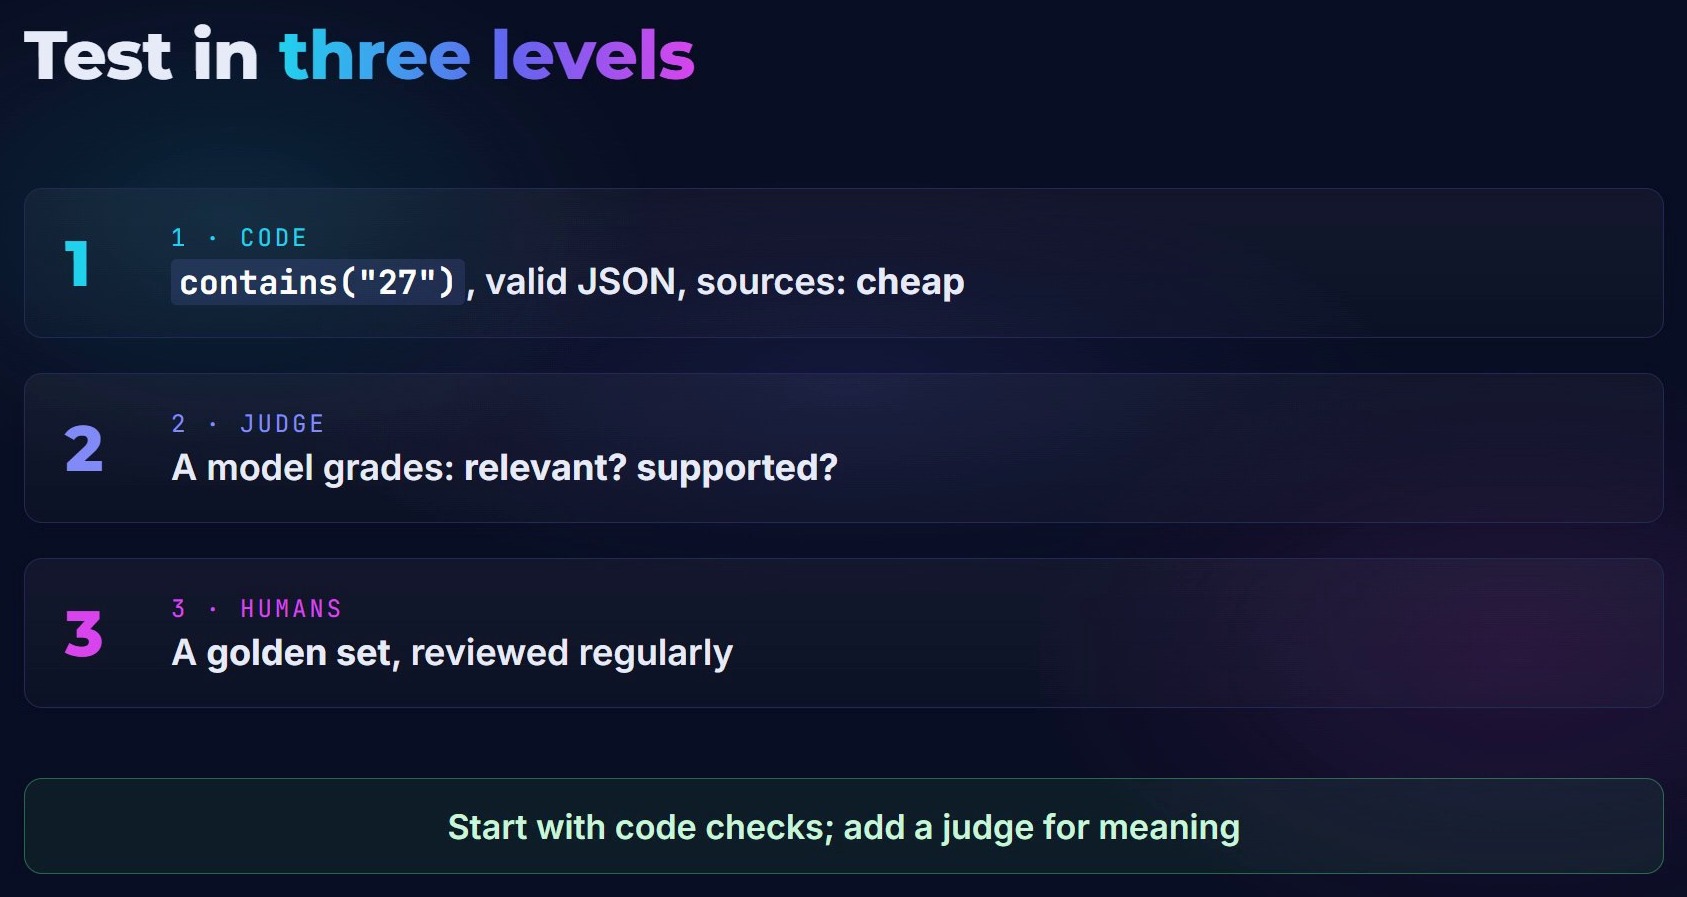 Test in three levels
1
1 · CODE
contains("27"), valid JSON, sources: cheap
2
2 · JUDGE
A model grades: relevant? supported?
3
3 · HUMANS
A golden set, reviewed regularly
Start with code checks; add a judge for meaning